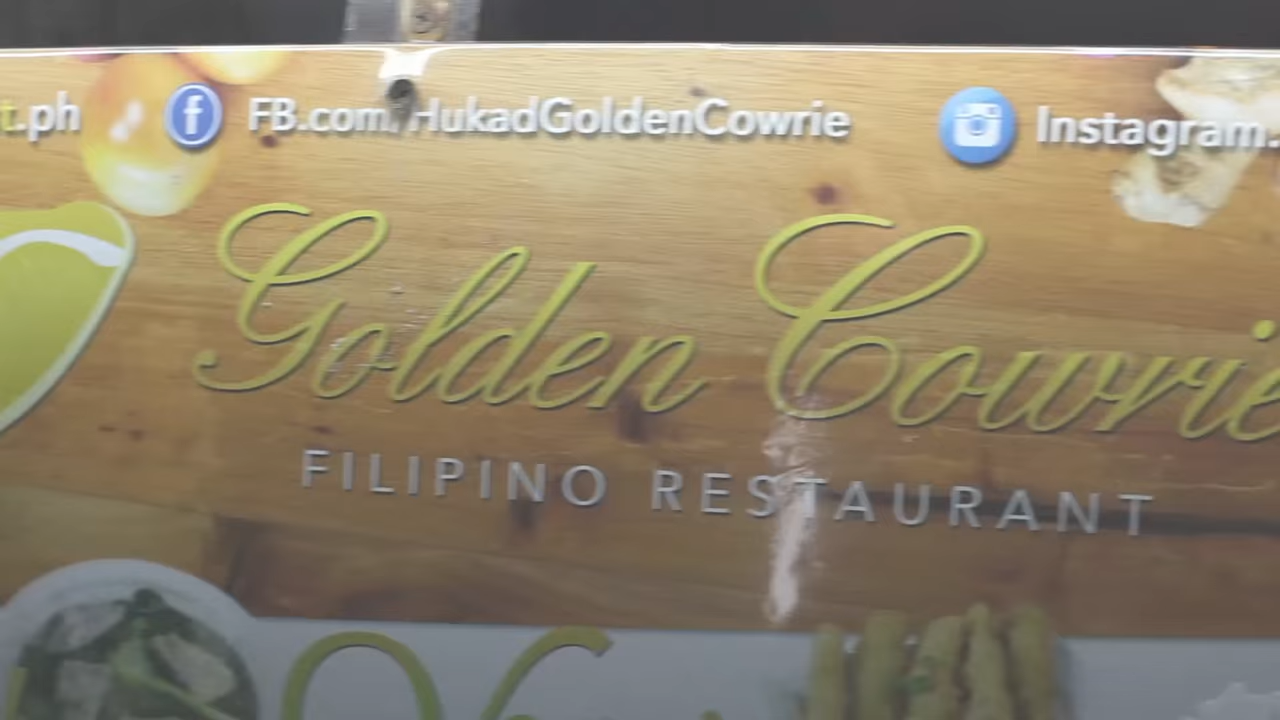 t.ph FB.com/HukadGoldenCowrie Instagram.
Golden Cowrie
FILIPINO RESTAURANT